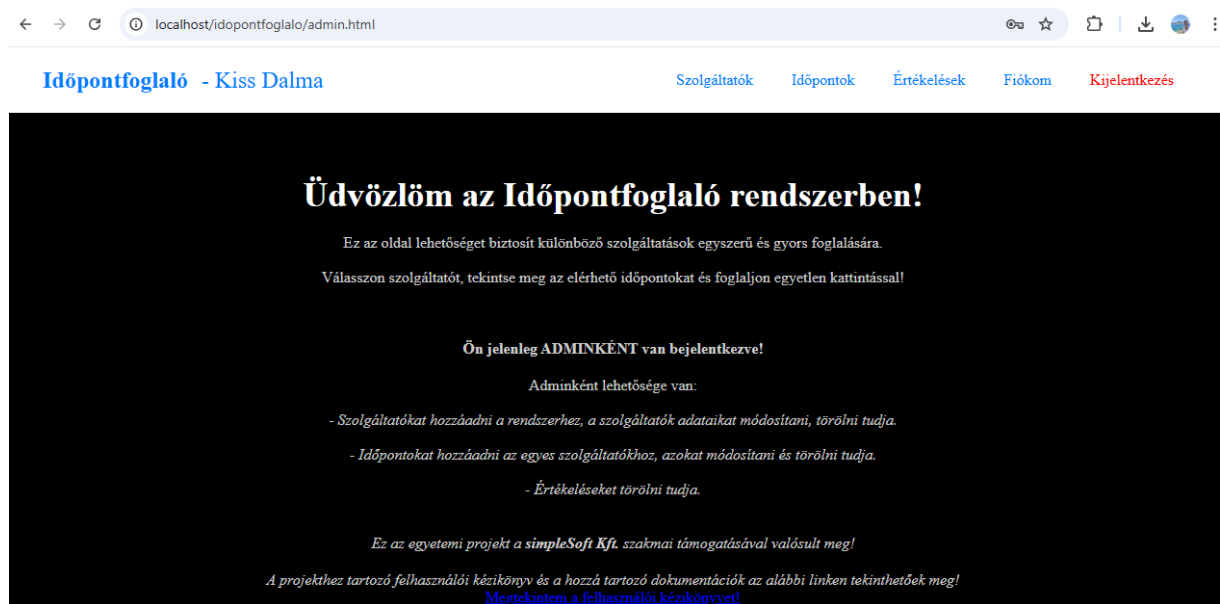 localhost/idopontfoglalo/admin.html
Időpontfoglaló - Kiss Dalma
Szolgáltatók Időpontok Értékelések Fiókom Kijelentkezés
Üdvözlöm az Időpontfoglaló rendszerben!
Ez az oldal lehetőséget biztosít különböző szolgáltatások egyszerű és gyors foglalására.
Válasszon szolgáltatót, tekintse meg az elérhető időpontokat és foglaljon egyetlen kattintással!
Ön jelenleg ADMINKÉNT van bejelentkezve!
Adminként lehetősége van:
- Szolgáltatókat hozzáadni a rendszerhez, a szolgáltatók adataikat módosítani, törölni tudja.
- Időpontokat hozzáadni az egyes szolgáltatókhoz, azokat módosítani és törölni tudja.
- Értékeléseket törölni tudja.
Ez az egyetemi projekt a simpleSoft Kft. szakmai támogatásával valósult meg!
A projekthez tartozó felhasználói kézikönyv és a hozzá tartozó dokumentációk az alábbi linken tekinthetőek meg!
Megtekintem a felhasználói kézikönyvet!